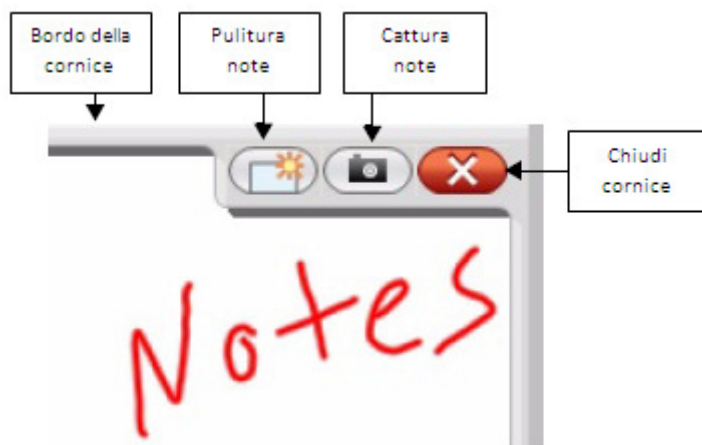 Bordo della
cornice
Pulitura
note
Cattura
note
Chiudi
cornice
Notes